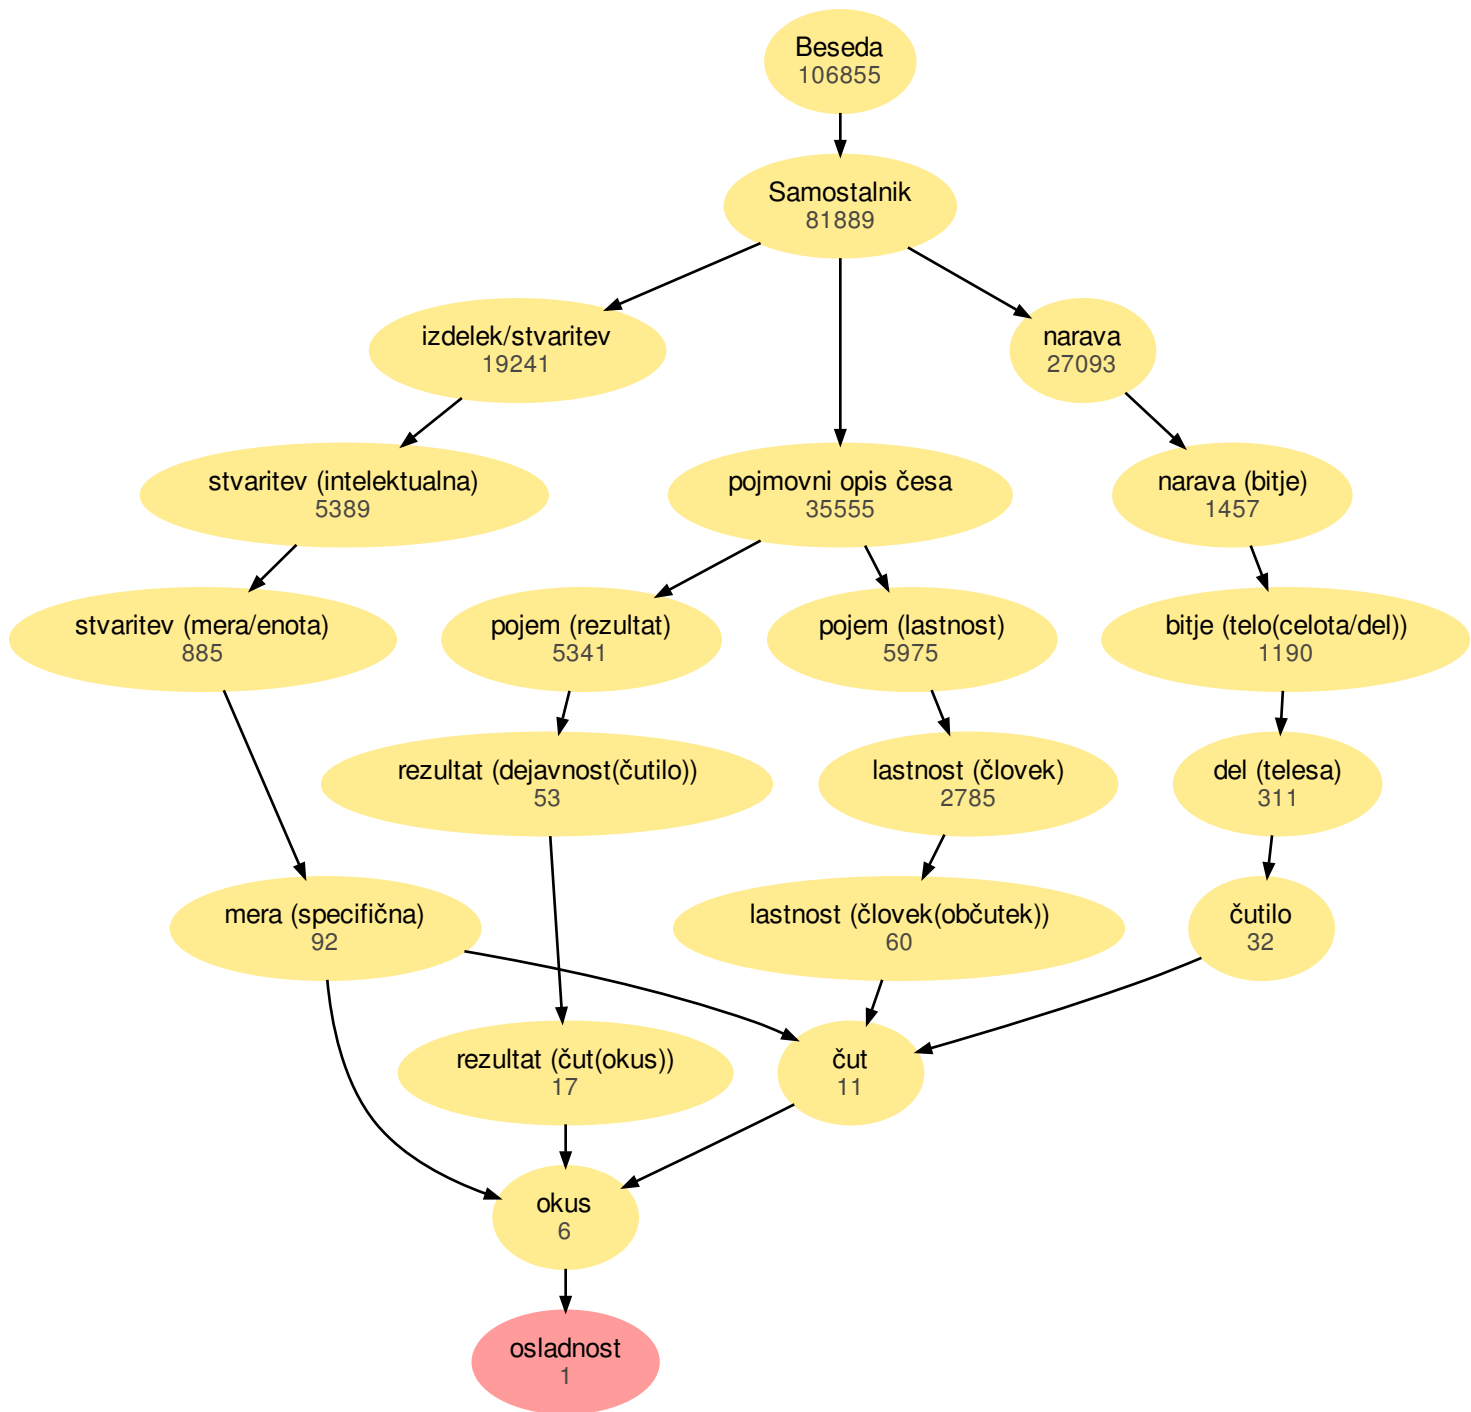 Beseda
106855
Samostalnik
81889
izdelek/stvaritev
19241
narava
27093
stvaritev (intelektualna)
5389
pojmovni opis česa
35555
narava (bitje)
1457
stvaritev (mera/enota)
885
pojem (rezultat)
5341
pojem (lastnost)
5975
bitje (telo(celota/del))
1190
rezultat (dejavnost(čutilo))
53
lastnost (človek)
2785
del (telesa)
311
mera (specifična)
92
lastnost (človek(občutek))
60
čutilo
32
rezultat (čut(okus))
17
čut
11
okus
6
osladnost
1